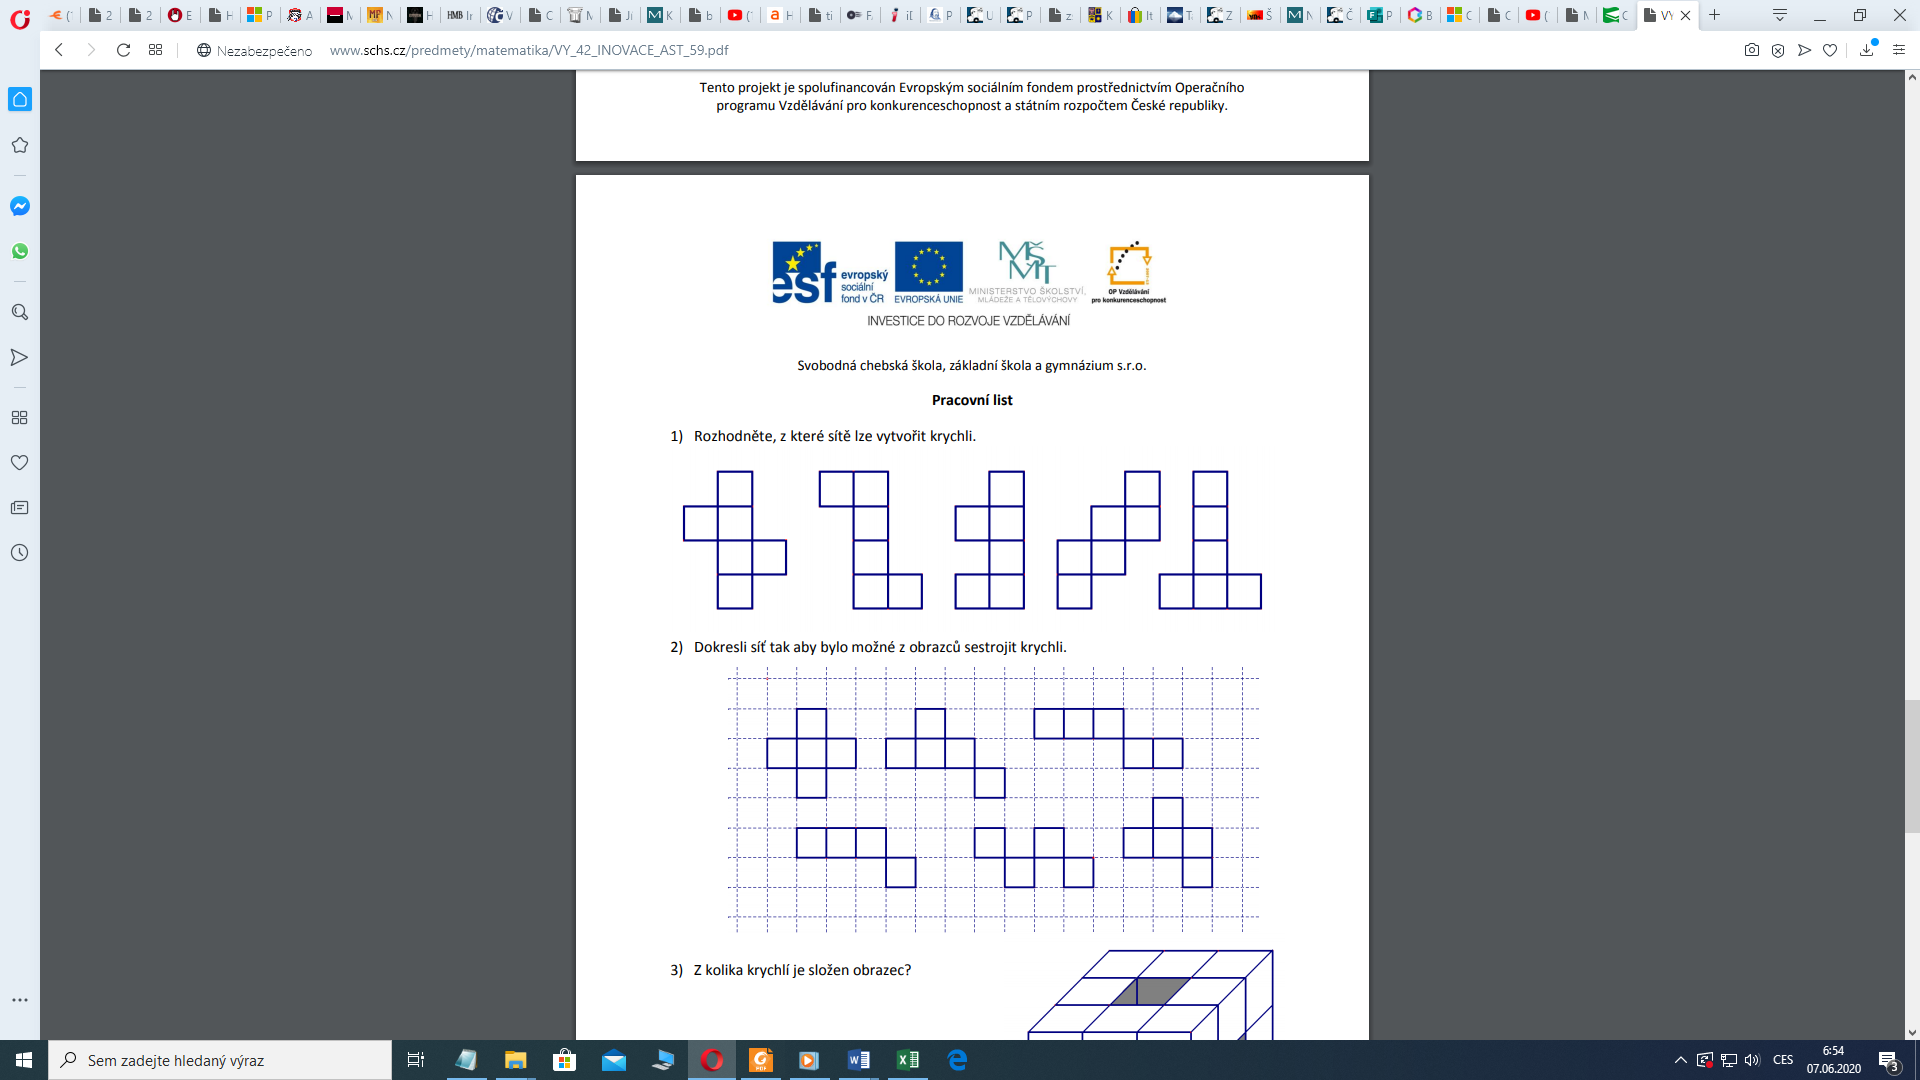 Nezabezpečeno www.schs.cz/predmety/matematika/VY_42_INOVACE_AST_59.pdf
Tento projekt je spolufinancován Evropským sociálním fondem prostřednictvím Operačního
programu Vzdělávání pro konkurenceschopnost a státním rozpočtem České republiky.
esf evropský
sociální
fond v ČR
EVROPSKÁ UNIE
MŠMT
MINISTERSTVO ŠKOLSTVÍ,
MLÁDEŽE A TĚLOVÝCHOVY
OP Vzdělávání
pro konkurenceschopnost
INVESTICE DO ROZVOJE VZDĚLÁVÁNÍ
Svobodná chebská škola, základní škola a gymnázium s.r.o.
Pracovní list
1) Rozhodněte, z které sítě lze vytvořit krychli.
2) Dokresli síť tak aby bylo možné z obrazců sestrojit krychli.
3) Z kolika krychlí je složen obrazec?
Sem zadejte hledaný výraz
CES
6:54
07.06.2020
3